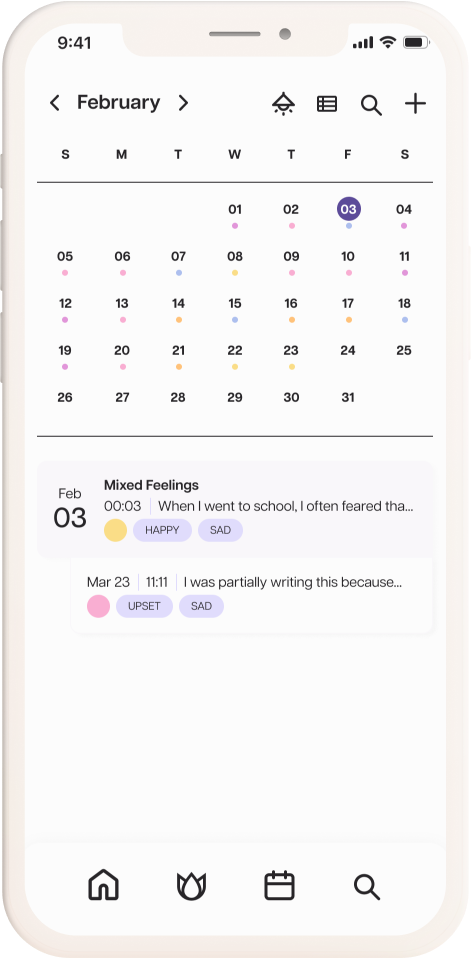 9:41
February
S M T W T F S
01 02 03 04
05 06 07 08 09 10 11
12 13 14 15 16 17 18
19 20 21 22 23 24 25
26 27 28 29 30 31
Feb
03
Mixed Feelings
00:03 When I went to school, I often feared tha...
HAPPY SAD
Mar 23 11:11 I was partially writing this because...
UPSET SAD